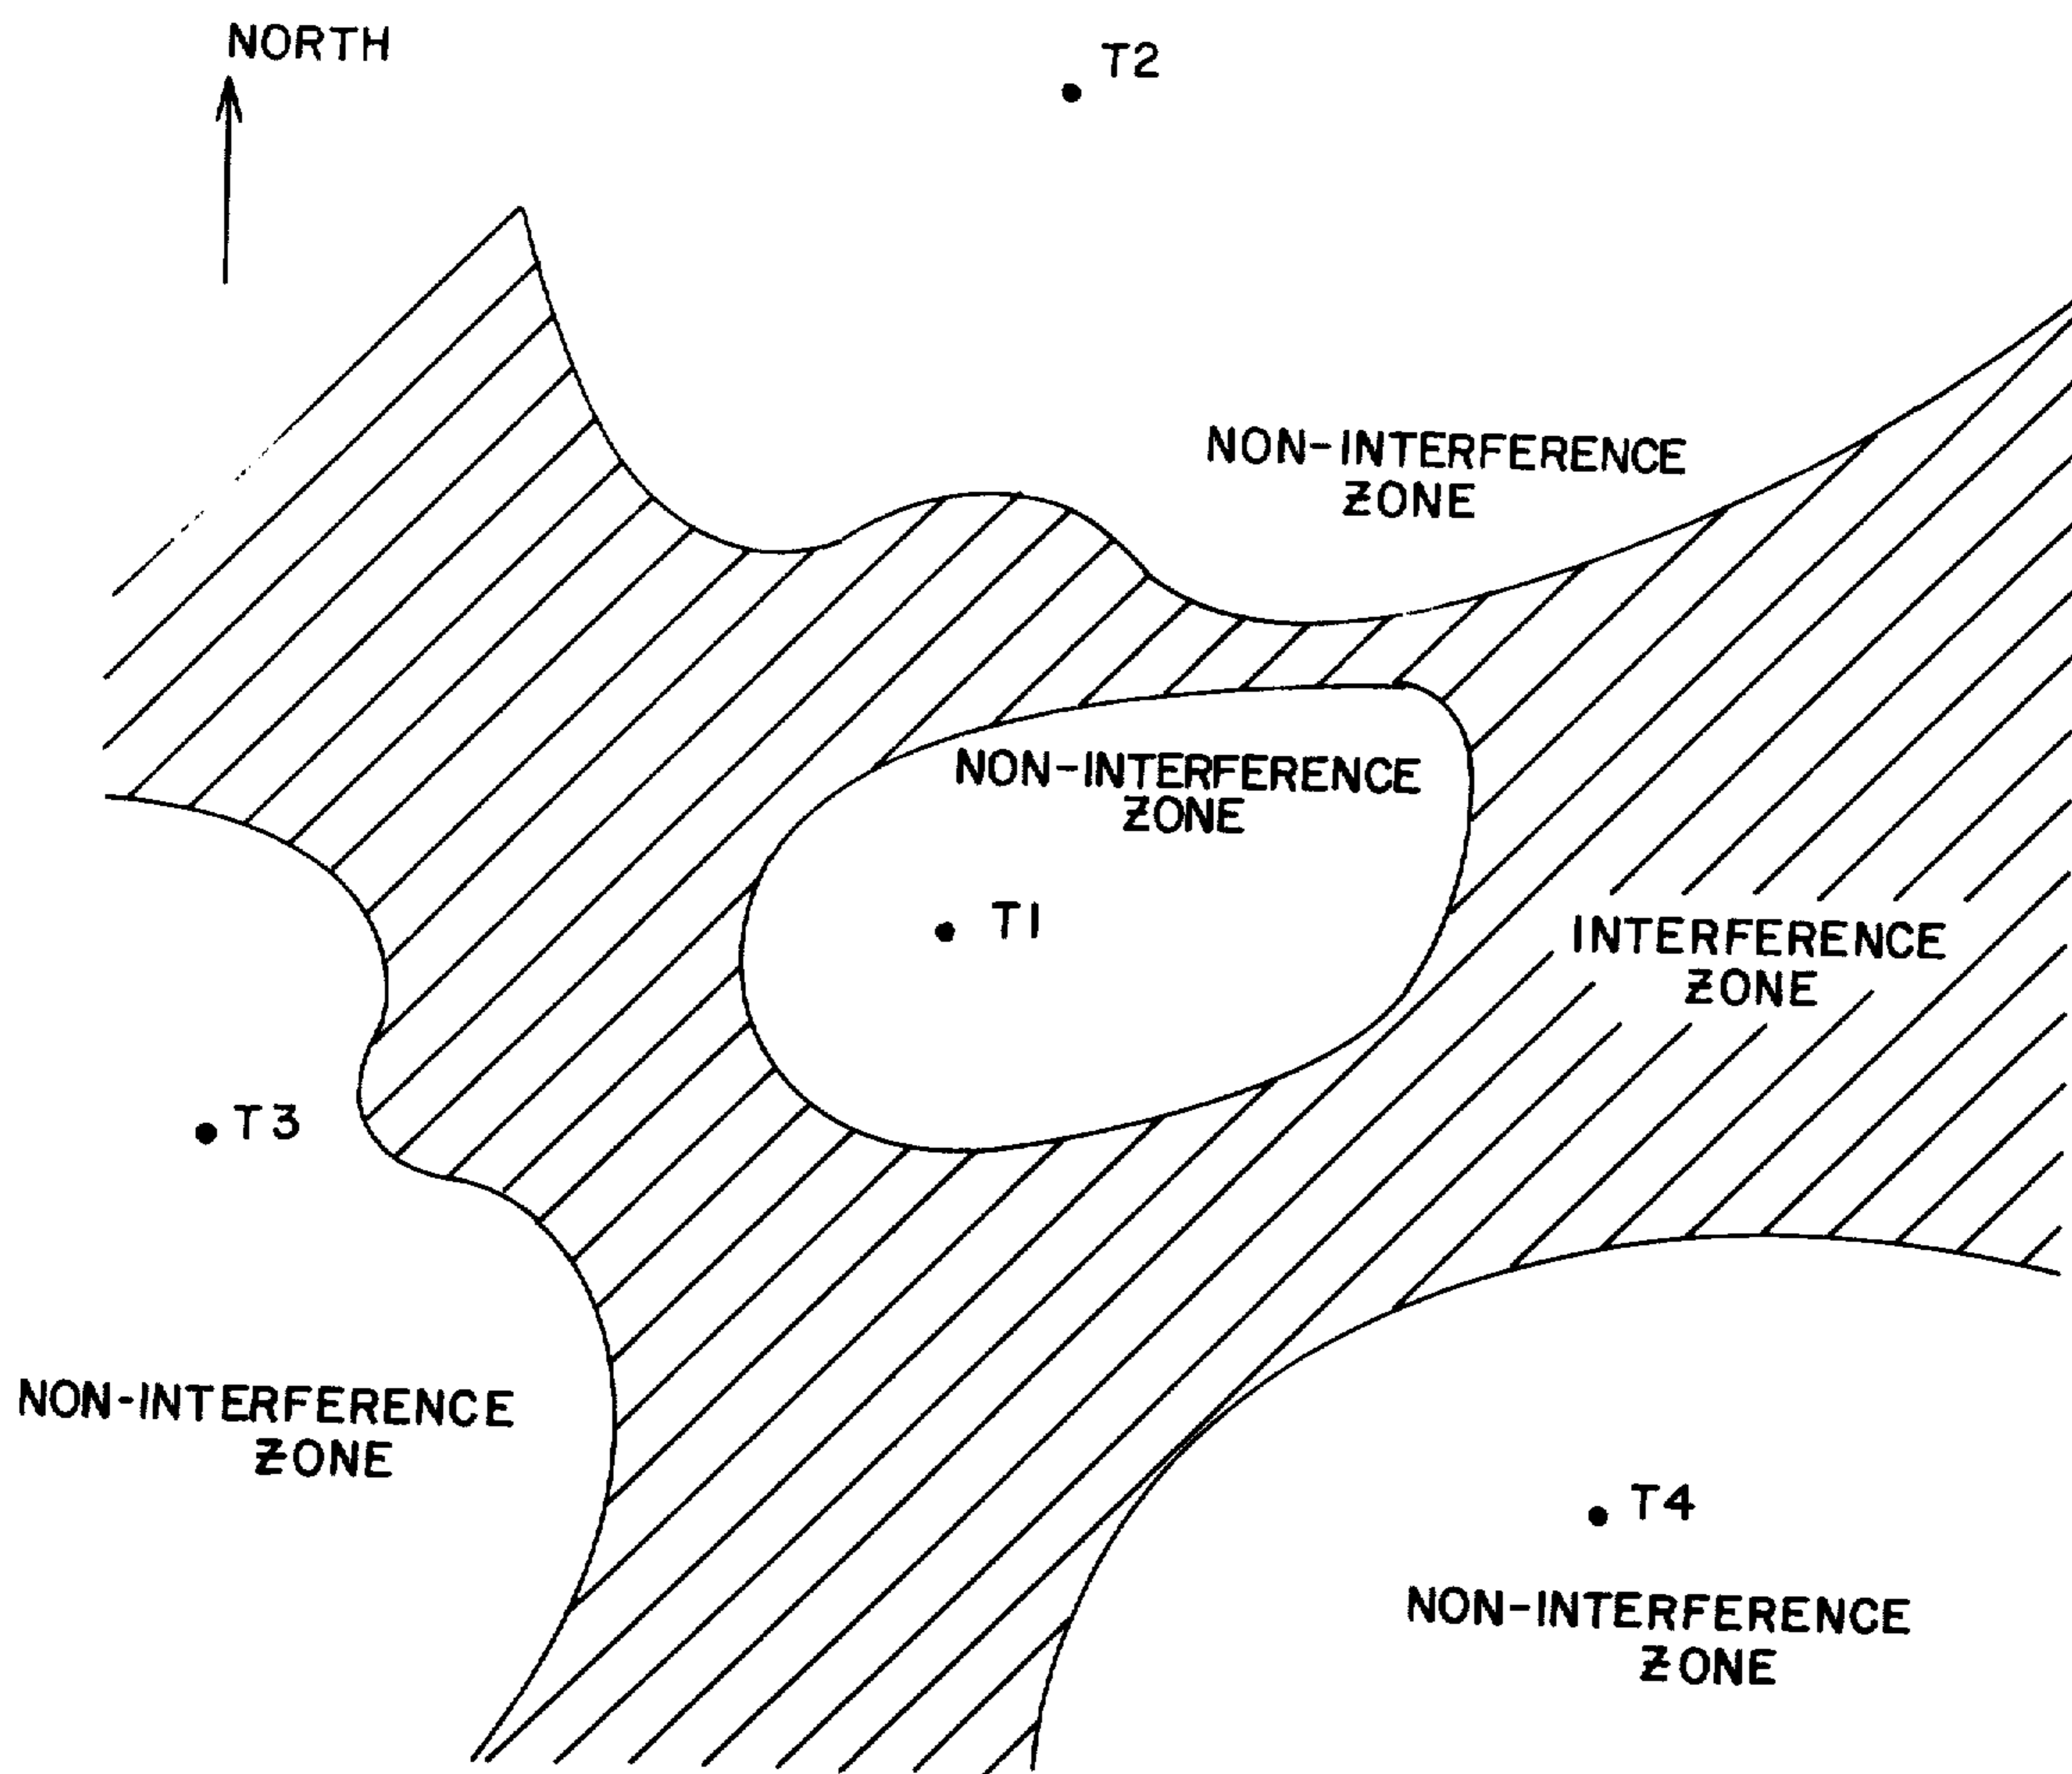 NORTH
T2
NON-INTERFERENCE
ZONE
NON-INTERFERENCE
ZONE
T1
INTERFERENCE
ZONE
T3
NON-INTERFERENCE
ZONE
T4
NON-INTERFERENCE
ZONE